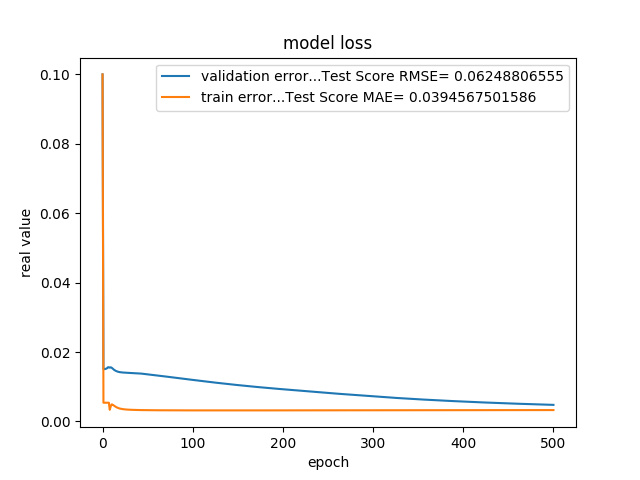 model loss
validation error...Test Score RMSE= 0.06248806555
train error...Test Score MAE= 0.0394567501586
0.10
0.08
0.06
0.04
0.02
0.00
real value
0 100 200 300 400 500
epoch